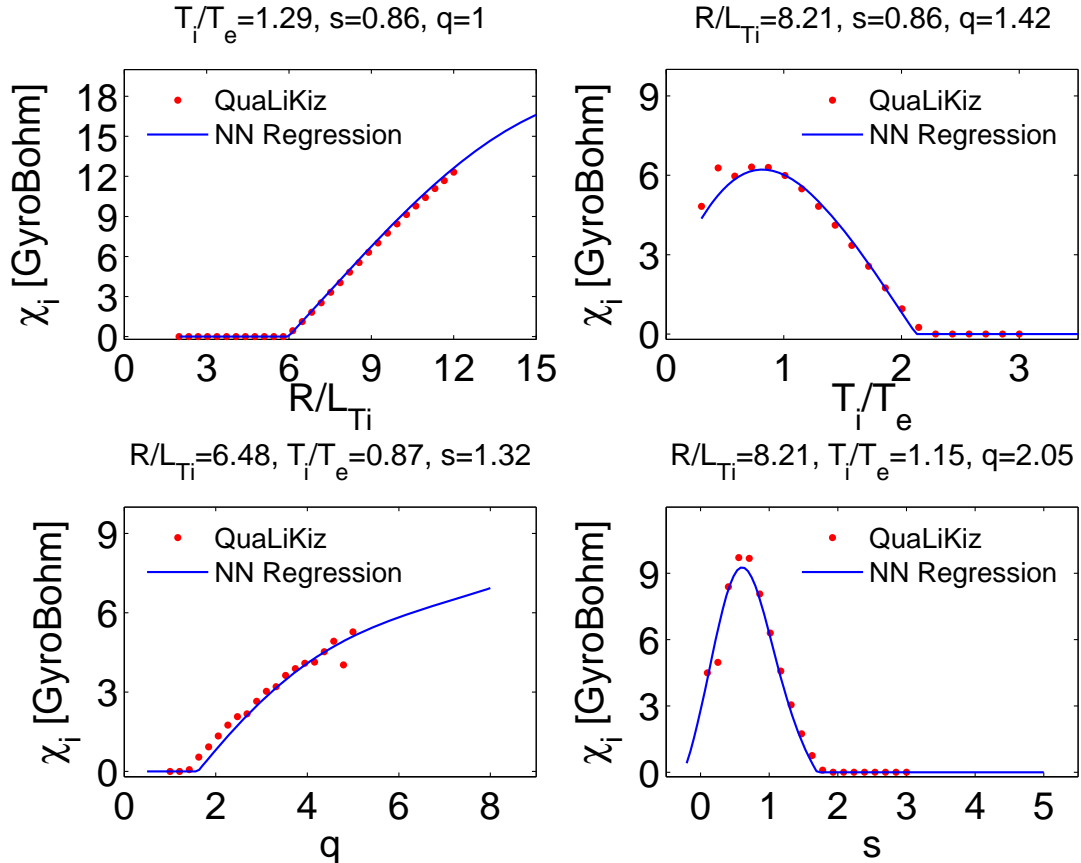 T_i/T_e=1.29, s=0.86, q=1
χ_i [GyroBohm]
18
15
12
9
6
3
0
QuaLiKiz
NN Regression
0 3 6 9 12 15
R/L_Ti
R/L_Ti=8.21, s=0.86, q=1.42
χ_i [GyroBohm]
9
6
3
0
QuaLiKiz
NN Regression
0 1 2 3
T_i/T_e
R/L_Ti=6.48, T_i/T_e=0.87, s=1.32
χ_i [GyroBohm]
9
6
3
0
QuaLiKiz
NN Regression
0 2 4 6 8
q
R/L_Ti=8.21, T_i/T_e=1.15, q=2.05
χ_i [GyroBohm]
9
6
3
0
QuaLiKiz
NN Regression
0 1 2 3 4 5
s